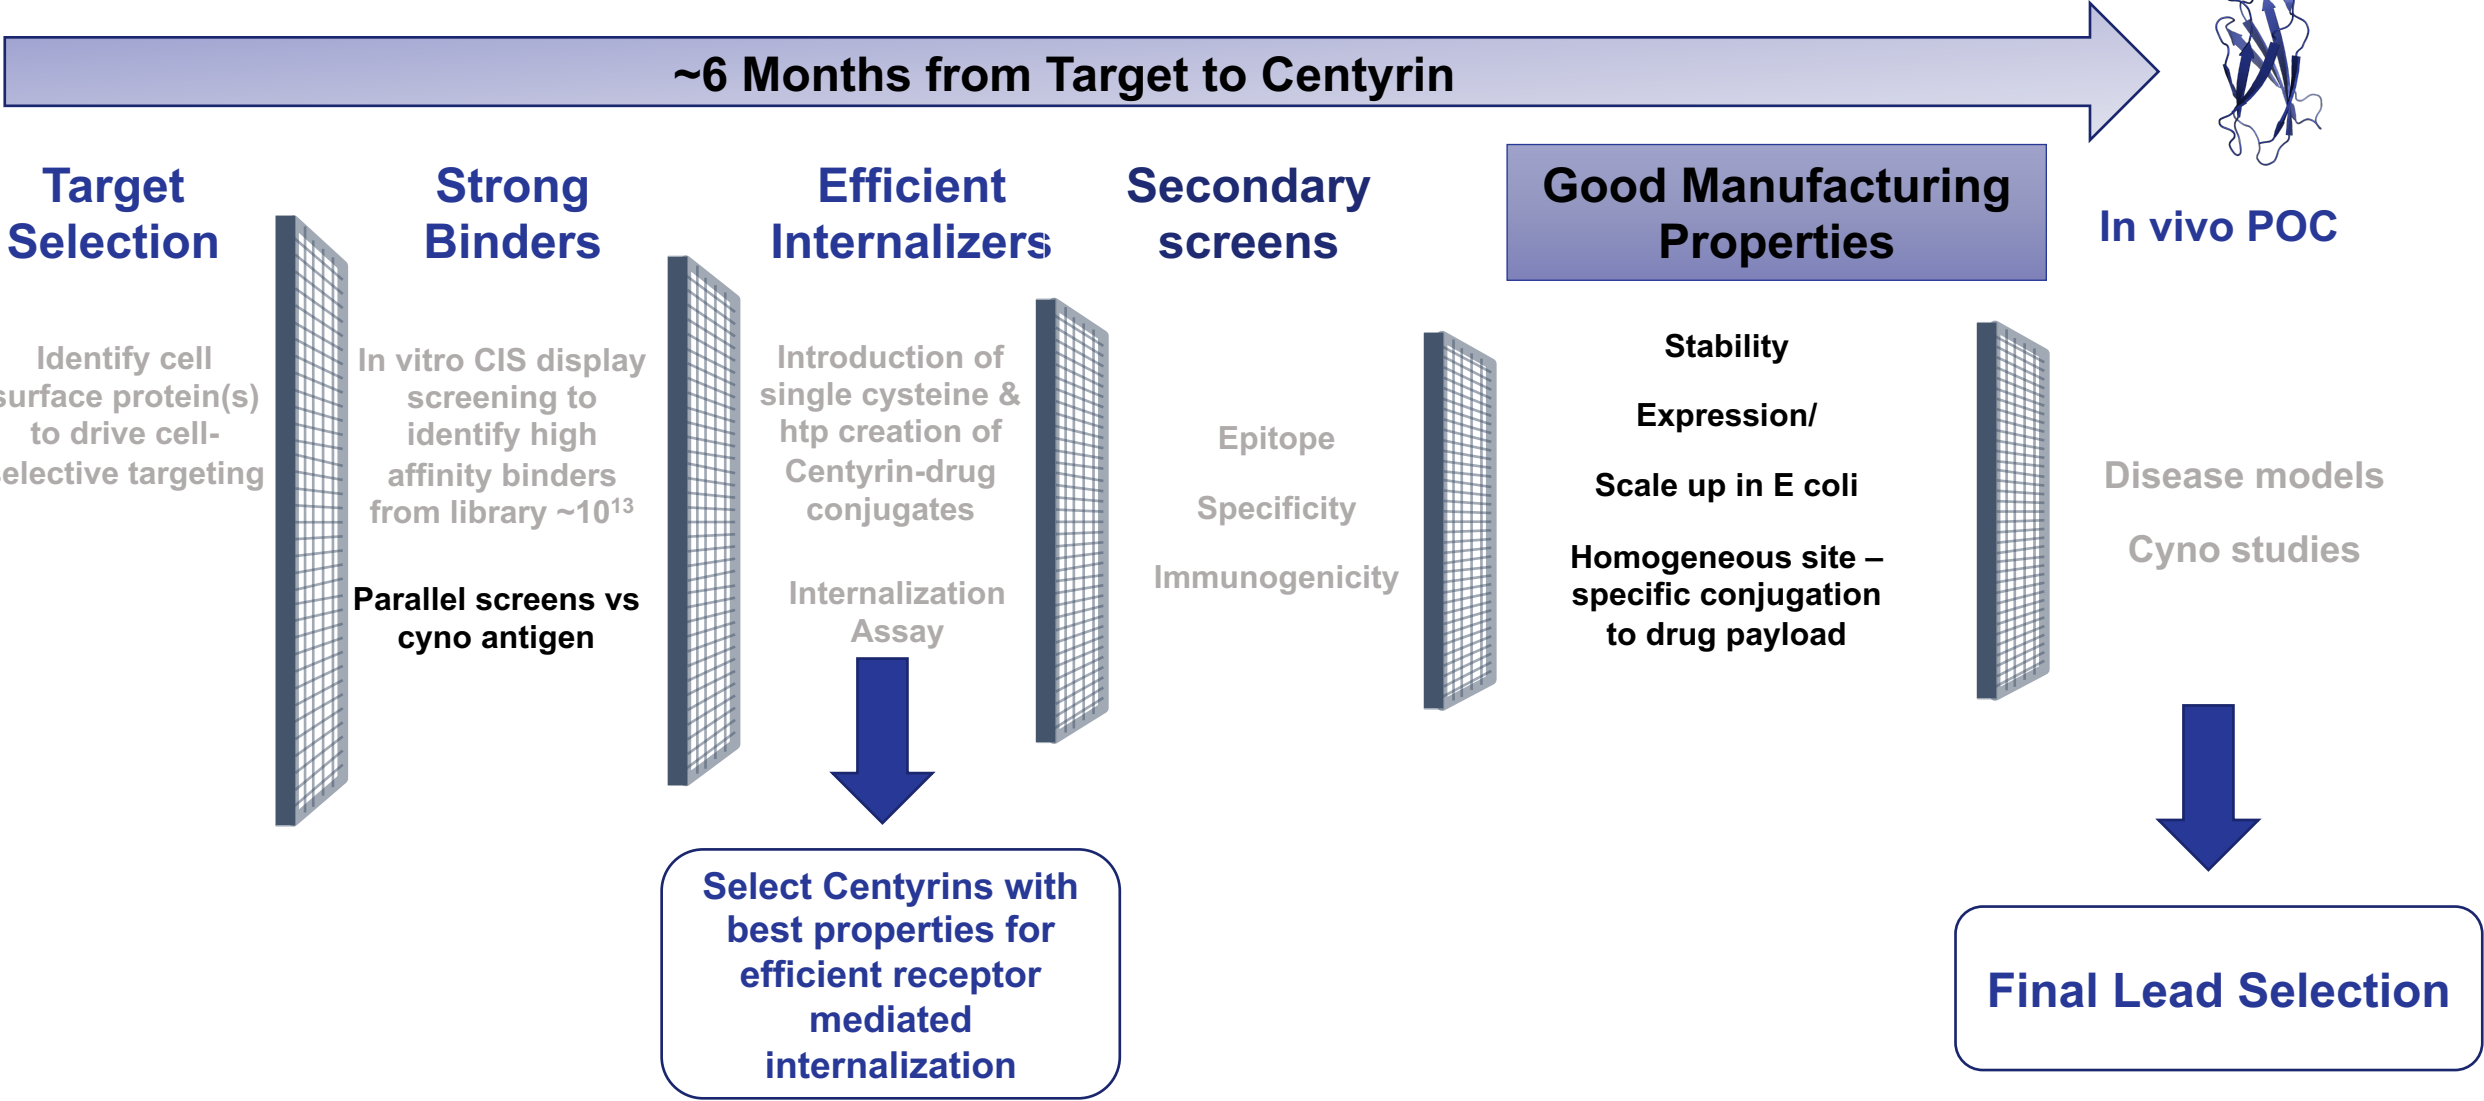 ~6 Months from Target to Centyrin
Target
Selection
Identify cell
surface protein(s)
to drive cell-
selective targeting
Strong
Binders
In vitro CIS display
screening to
identify high
affinity binders
from library ~10¹³
Parallel screens vs
cyno antigen
Efficient
Internalizers
Introduction of
single cysteine &
htp creation of
Centyrin-drug
conjugates
Internalization
Assay
Select Centyrins with
best properties for
efficient receptor
mediated
internalization
Secondary
screens
Epitope
Specificity
Immunogenicity
Good Manufacturing
Properties
Stability
Expression/
Scale up in E coli
Homogeneous site –
specific conjugation
to drug payload
In vivo POC
Disease models
Cyno studies
Final Lead Selection